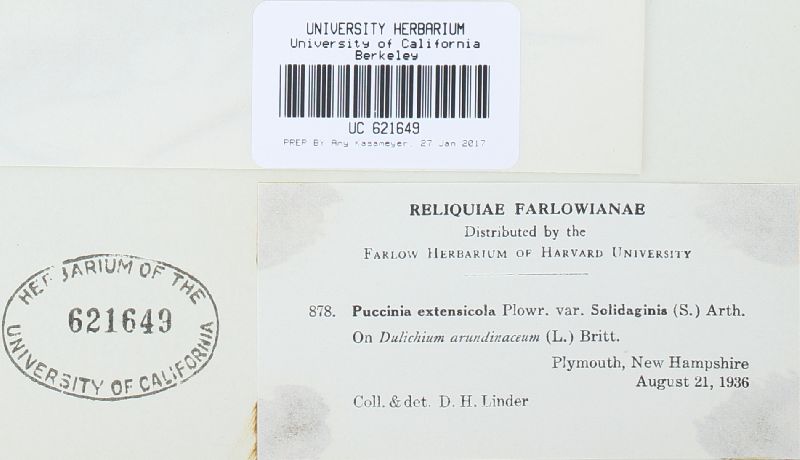 UNIVERSITY HERBARIUM
University of California
Berkeley
UC 621649
PREP BY Amy Kasameyer, 27 Jan 2017
RELIQUIAE FARLOWIANAE
Distributed by the
FARLOW HERBARIUM OF HARVARD UNIVERSITY
878. Puccinia extensicola Plowr. var. Solidaginis (S.) Arth.
On Dulichium arundinaceum (L.) Britt.
Plymouth, New Hampshire
August 21, 1936
Coll. & det. D. H. Linder
HERBARIUM OF THE
621649
UNIVERSITY OF CALIFORNIA